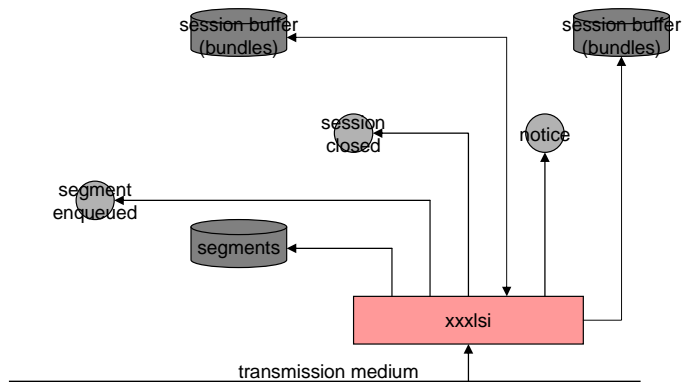 session buffer
(bundles)
session buffer
(bundles)
session
closed
notice
segment
enqueued
segments
xxxlsi
transmission medium